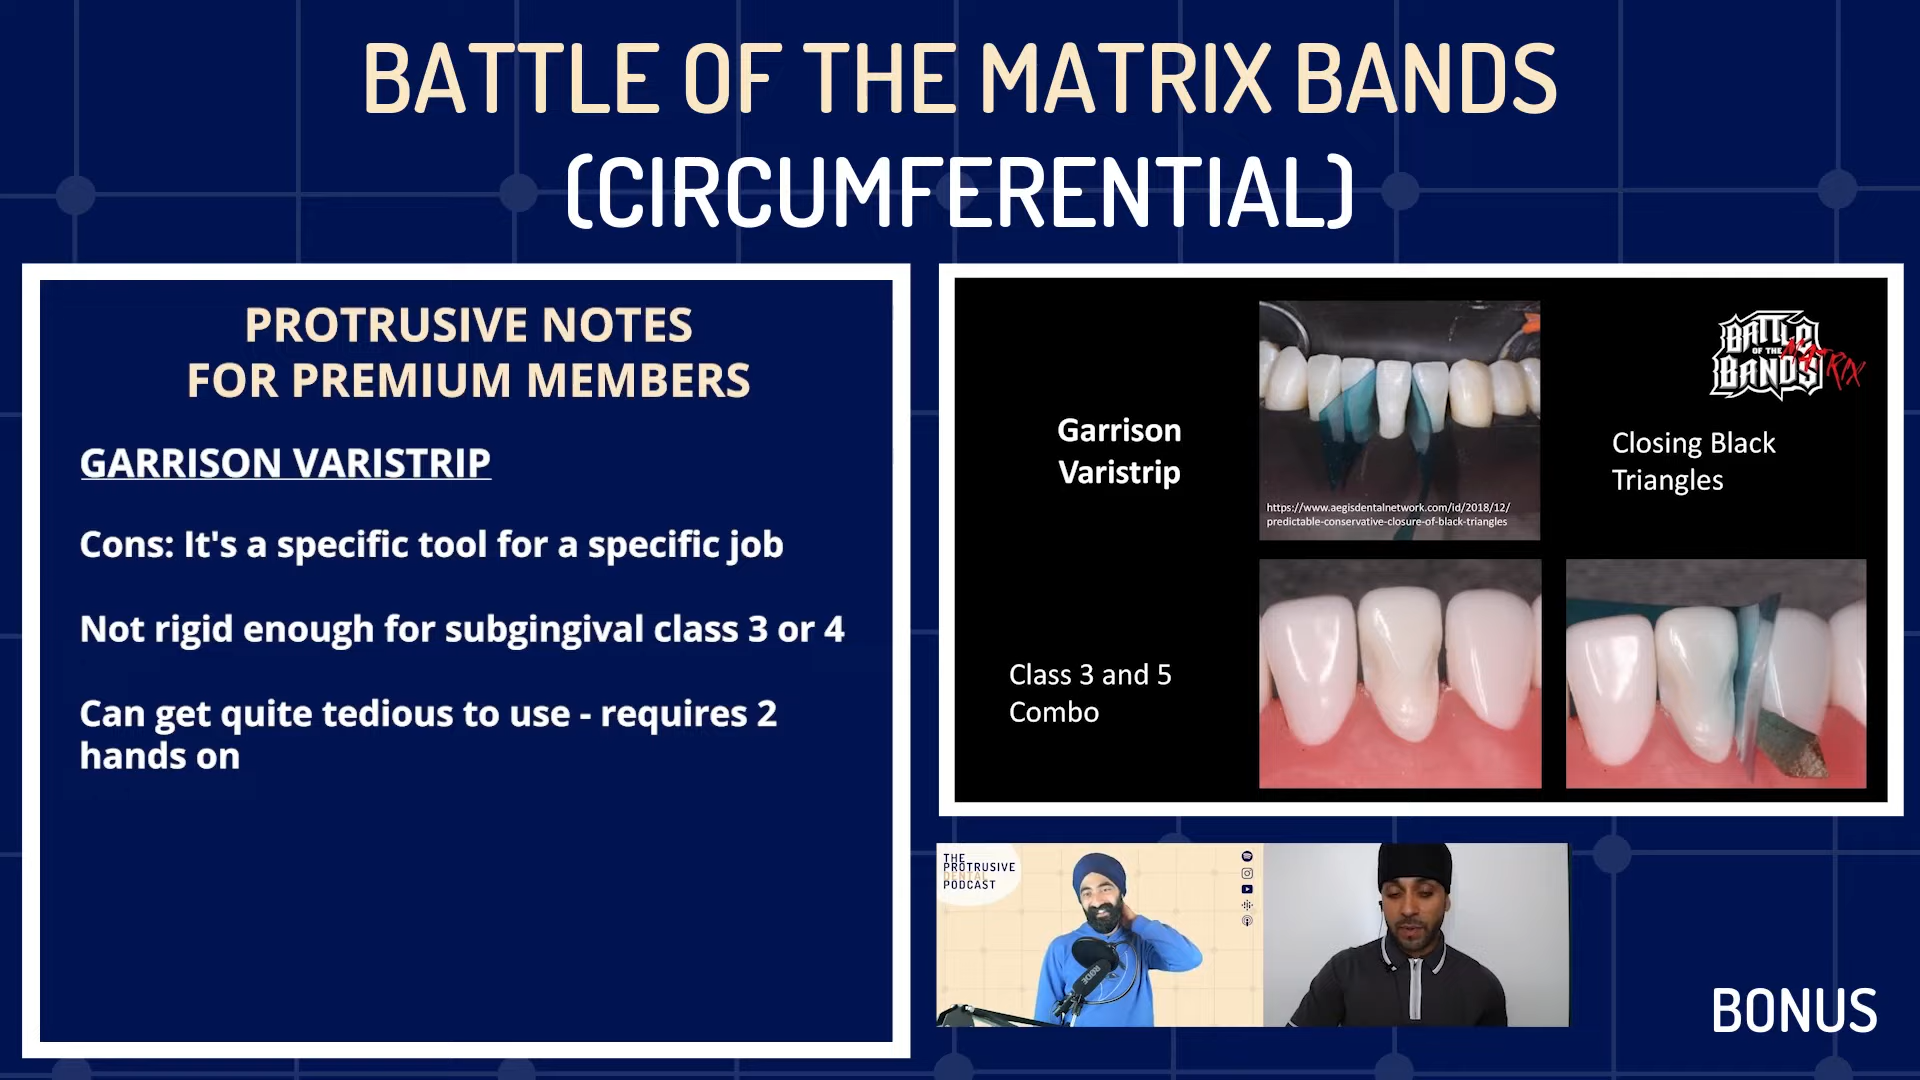 BATTLE OF THE MATRIX BANDS
(CIRCUMFERENTIAL)
PROTRUSIVE NOTES
FOR PREMIUM MEMBERS
GARRISON VARISTRIP
Cons: It's a specific tool for a specific job
Not rigid enough for subgingival class 3 or 4
Can get quite tedious to use - requires 2
hands on
Garrison
Varistrip
https://www.aegisdentalnetwork.com/id/2018/12/
predictable-conservative-closure-of-black-triangles
BATTLE
OF THE MATRIX
BANDS
Closing Black
Triangles
Class 3 and 5
Combo
THE
PROTRUSIVE
DENTAL
PODCAST
RØDE
BONUS